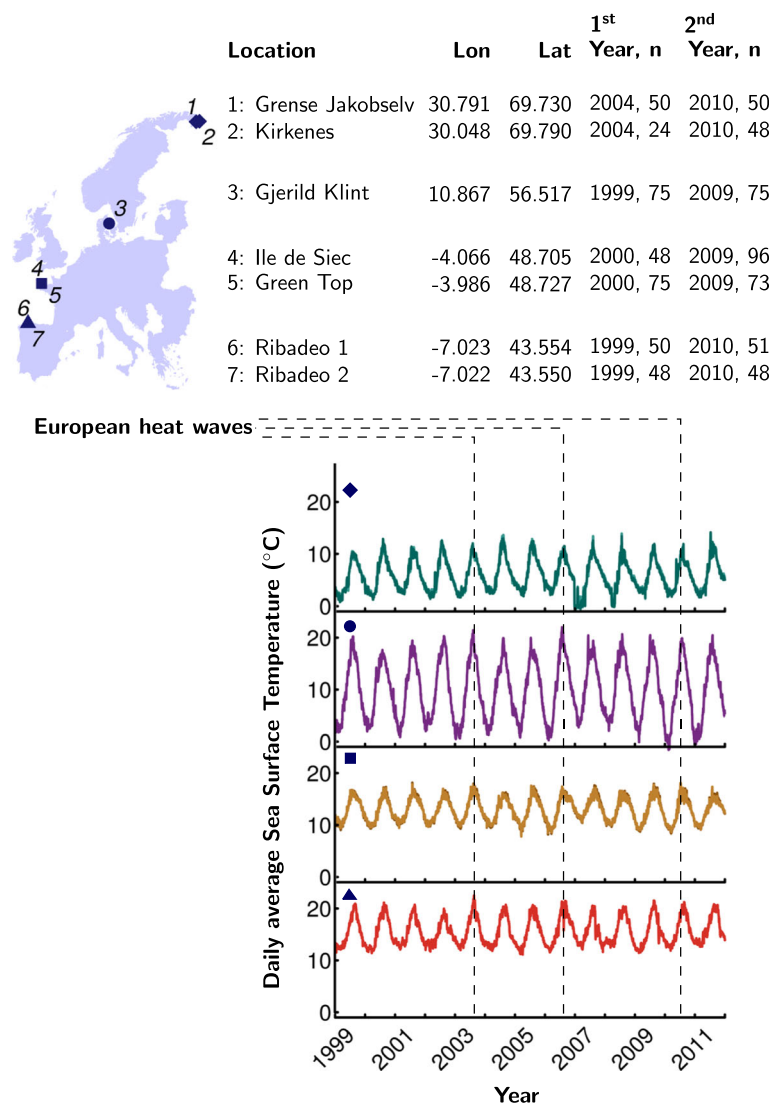 1st 2nd
Location Lon Lat Year, n Year, n
1: Grense Jakobselv 30.791 69.730 2004, 50 2010, 50
2: Kirkenes 30.048 69.790 2004, 24 2010, 48
3: Gjerild Klint 10.867 56.517 1999, 75 2009, 75
4: Ile de Siec -4.066 48.705 2000, 48 2009, 96
5: Green Top -3.986 48.727 2000, 75 2009, 73
6: Ribadeo 1 -7.023 43.554 1999, 50 2010, 51
7: Ribadeo 2 -7.022 43.550 1999, 48 2010, 48
1
2
3
4
5
6
7
European heat waves
Daily average Sea Surface Temperature (°C)
20
10
0
20
10
0
20
10
0
20
10
0
1999 2001 2003 2005 2007 2009 2011
Year